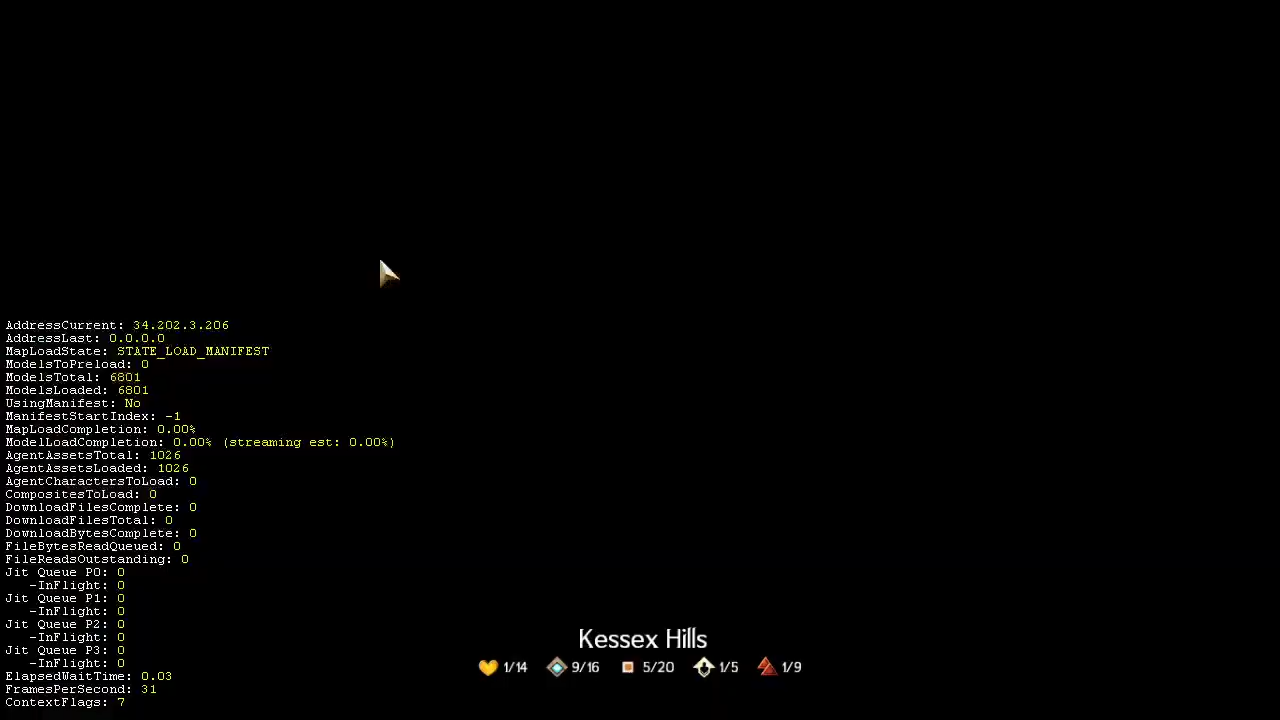 AddressCurrent: 34.202.3.206
AddressLast: 0.0.0.0
MapLoadState: STATE_LOAD_MANIFEST
ModelsToPreload: 0
ModelsTotal: 6801
ModelsLoaded: 6801
UsingManifest: No
ManifestStartIndex: -1
MapLoadCompletion: 0.00%
ModelLoadCompletion: 0.00% (streaming est: 0.00%)
AgentAssetsTotal: 1026
AgentAssetsLoaded: 1026
AgentCharactersToLoad: 0
CompositesToLoad: 0
DownloadFilesComplete: 0
DownloadFilesTotal: 0
DownloadBytesComplete: 0
FileBytesReadQueued: 0
FileReadsOutstanding: 0
Jit Queue P0: 0
-InFlight: 0
Jit Queue P1: 0
-InFlight: 0
Jit Queue P2: 0
-InFlight: 0
Jit Queue P3: 0
-InFlight: 0
ElapsedWaitTime: 0.03
FramesPerSecond: 31
ContextFlags: 7
Kessex Hills
1/14 9/16 5/20 1/5 1/9